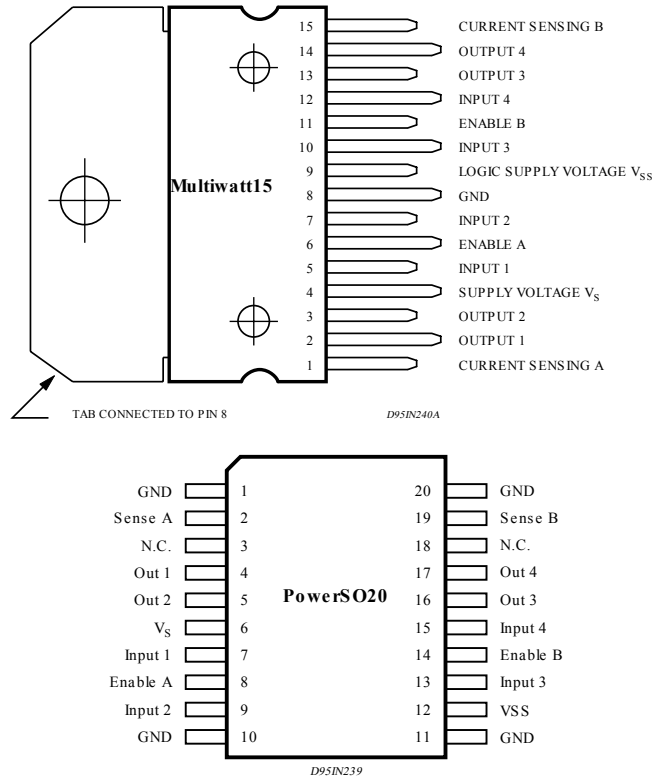 15 CURRENT SENSING B
14 OUTPUT 4
13 OUTPUT 3
12 INPUT 4
11 ENABLE B
10 INPUT 3
9 LOGIC SUPPLY VOLTAGE VSS
Multiwatt15
8 GND
7 INPUT 2
6 ENABLE A
5 INPUT 1
4 SUPPLY VOLTAGE VS
3 OUTPUT 2
2 OUTPUT 1
1 CURRENT SENSING A
TAB CONNECTED TO PIN 8
D95IN240A
GND 1 20 GND
Sense A 2 19 Sense B
N.C. 3 18 N.C.
Out 1 4 17 Out 4
Out 2 5 PowerSO20 16 Out 3
VS 6 15 Input 4
Input 1 7 14 Enable B
Enable A 8 13 Input 3
Input 2 9 12 VSS
GND 10 11 GND
D95IN239